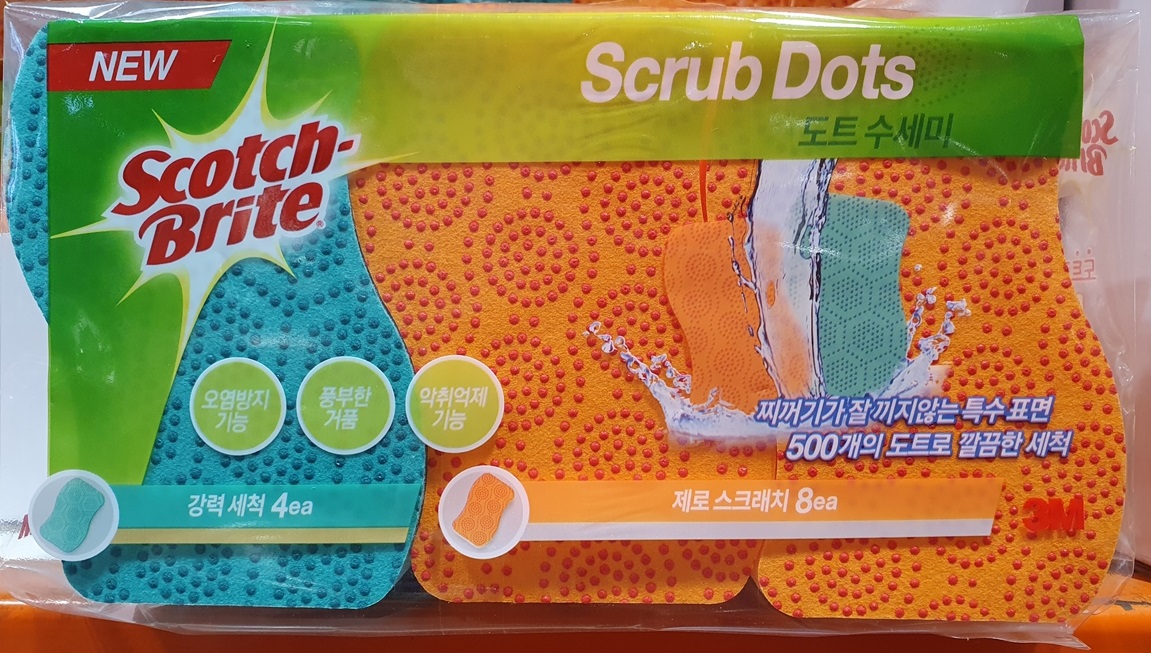 NEW
Scrub Dots
도트 수세미
Scotch-
Brite
오염방지
기능
풍부한
거품
악취억제
기능
찌꺼기가 잘 끼지않는 특수 표면
500개의 도트로 깔끔한 세척
강력 세척 4ea
제로 스크래치 8ea
3M